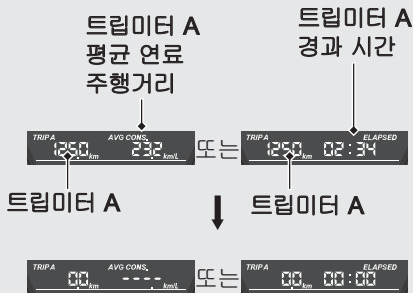 트립미터 A
평균 연료
주행거리
트립미터 A
경과 시간
TRIP A 125.0 km AVG CONS. 23.2 km/L 또는 TRIP A 125.0 km ELAPSED 02:34
트립미터 A
트립미터 A
TRIP A 0.0 km AVG CONS. --.- km/L 또는 TRIP A 0.0 km ELAPSED 00:00